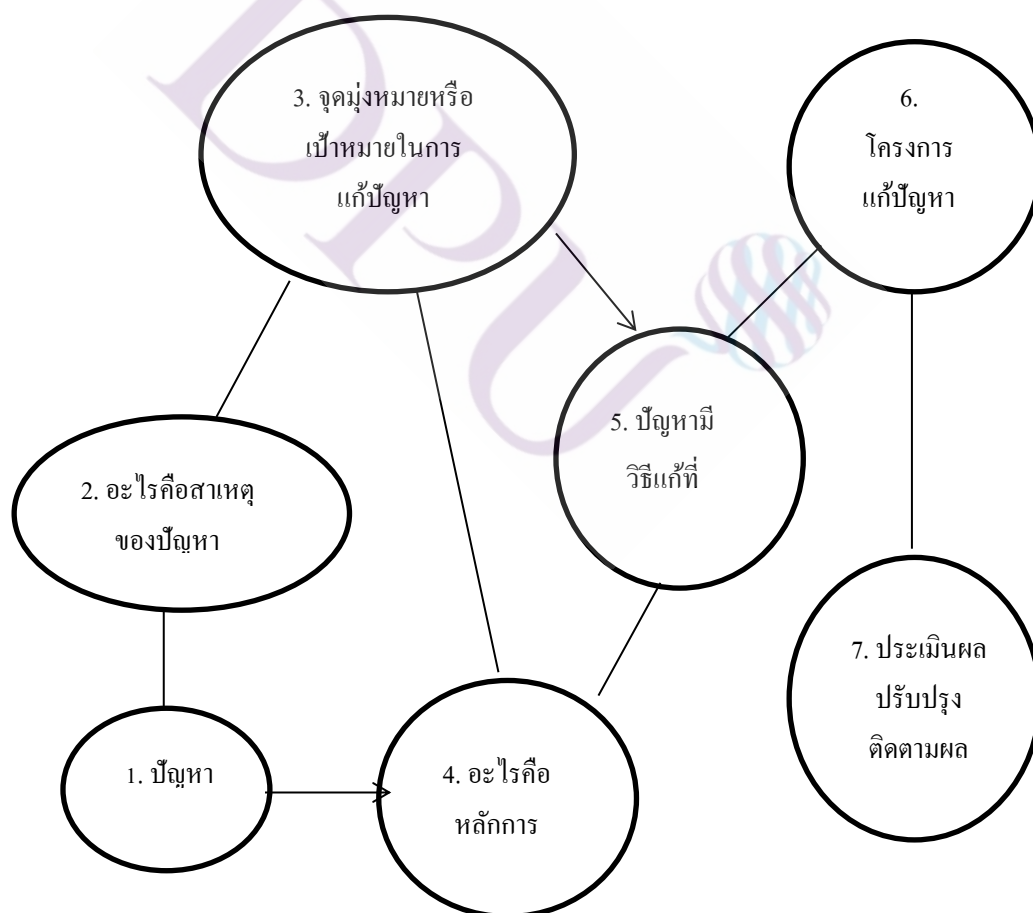 3. จุดมุ่งหมายหรือ
เป้าหมายในการ
แก้ปัญหา
6.
โครงการ
แก้ปัญหา
5. ปัญหามี
วิธีแก้ที่
2. อะไรคือสาเหตุ
ของปัญหา
7. ประเมินผล
ปรับปรุง
ติดตามผล
1. ปัญหา
4. อะไรคือ
หลักการ
DPU